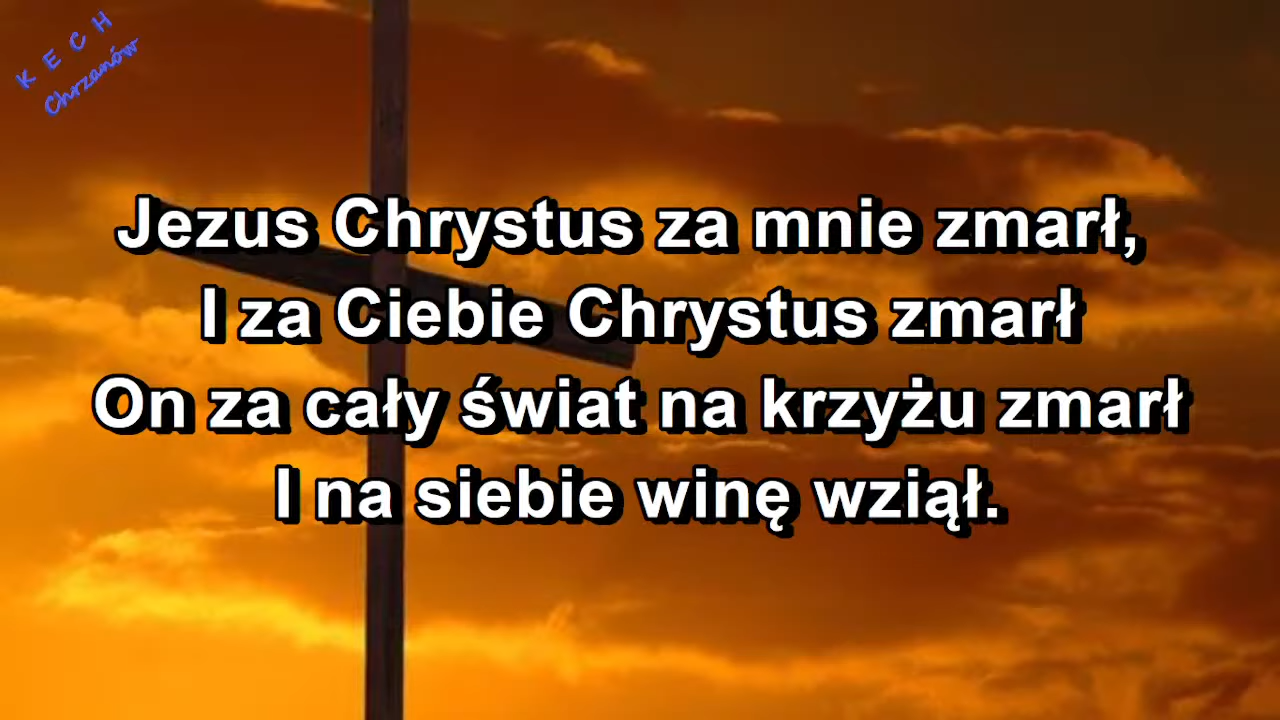 K E C H
Chrzanów
Jezus Chrystus za mnie zmarł,
I za Ciebie Chrystus zmarł
On za cały świat na krzyżu zmarł
I na siebie winę wziął.